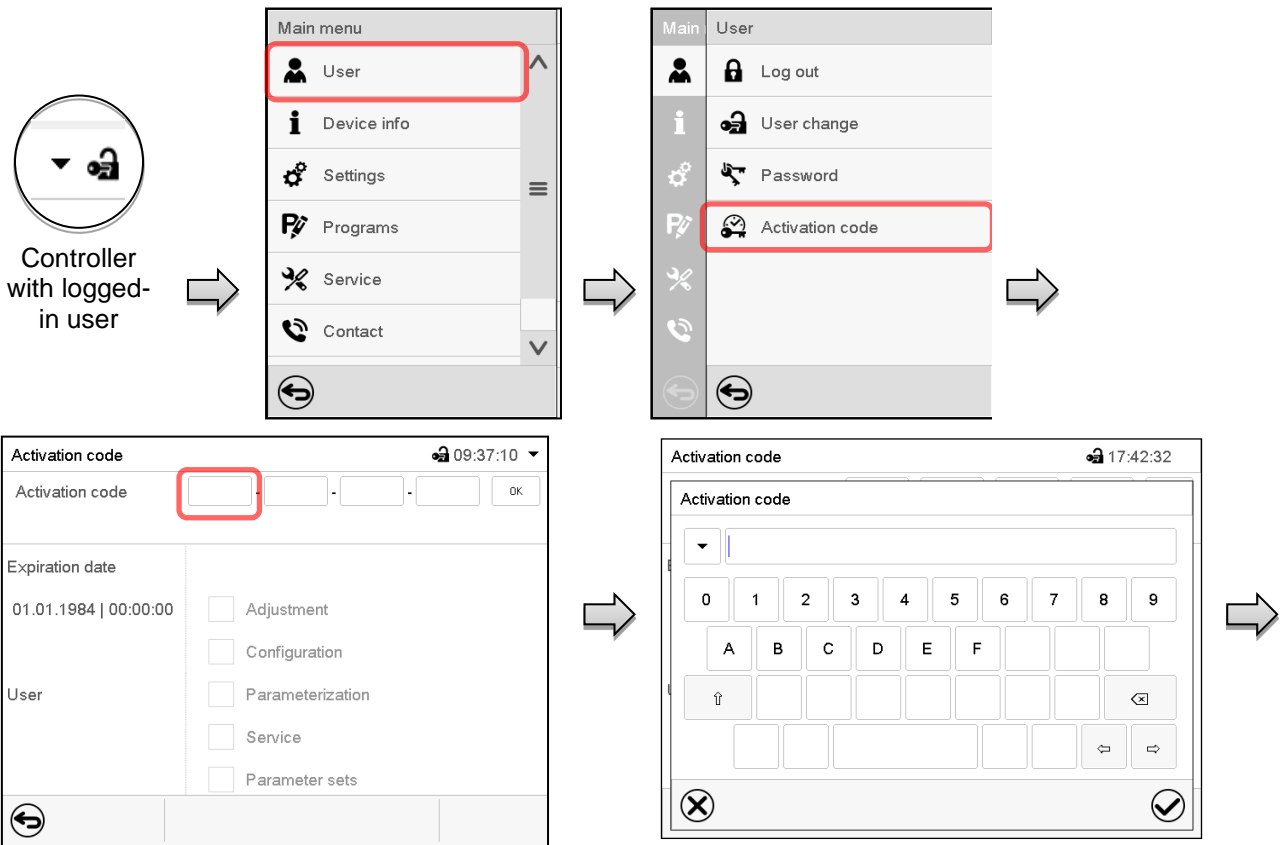 Main menu
User
Device info
Settings
Programs
Service
Contact
Controller
with logged-
in user
Main
User
Log out
User change
Password
Activation code
Activation code
09:37:10
Activation code
- - -
OK
Expiration date
01.01.1984 | 00:00:00
Adjustment
Configuration
User
Parameterization
Service
Parameter sets
Activation code
17:42:32
Activation code
0 1 2 3 4 5 6 7 8 9
A B C D E F